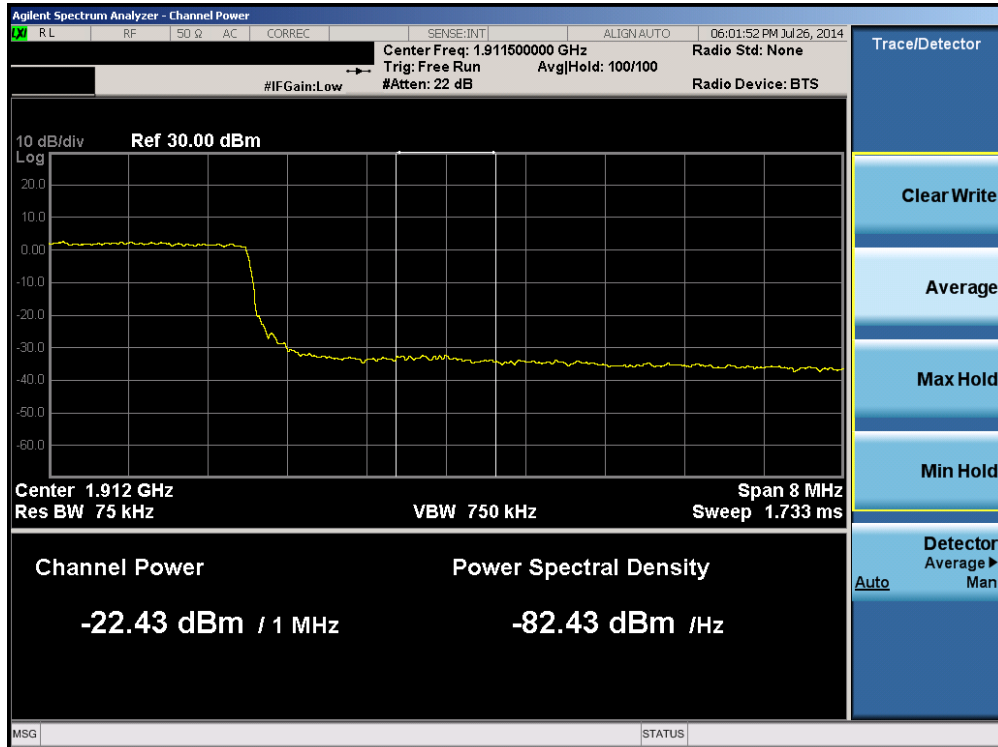 Agilent Spectrum Analyzer - Channel Power
LXI RL RF 50 Ω AC CORREC SENSE:INT ALIGN AUTO 06:01:52 PM Jul 26, 2014
Center Freq: 1.911500000 GHz Radio Std: None
Trig: Free Run Avg|Hold: 100/100
#IFGain:Low #Atten: 22 dB Radio Device: BTS
Trace/Detector
10 dB/div Ref 30.00 dBm
Log
20.0
10.0
0.00
-10.0
-20.0
-30.0
-40.0
-50.0
-60.0
Center 1.912 GHz Span 8 MHz
Res BW 75 kHz VBW 750 kHz Sweep 1.733 ms
Channel Power Power Spectral Density
-22.43 dBm / 1 MHz -82.43 dBm /Hz
Clear Write
Average
Max Hold
Min Hold
Detector
Average
Auto Man
MSG STATUS